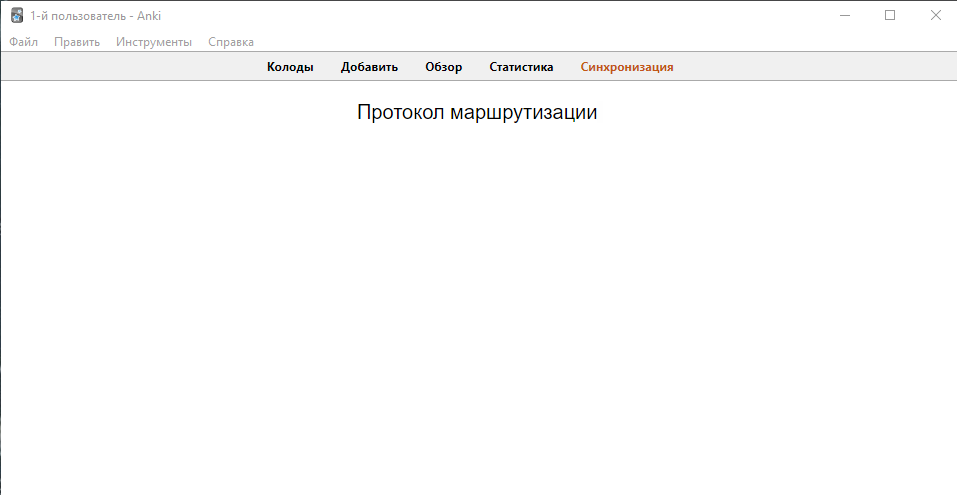 1-й пользователь - Anki
Файл Править Инструменты Справка
Колоды Добавить Обзор Статистика Синхронизация
Протокол маршрутизации